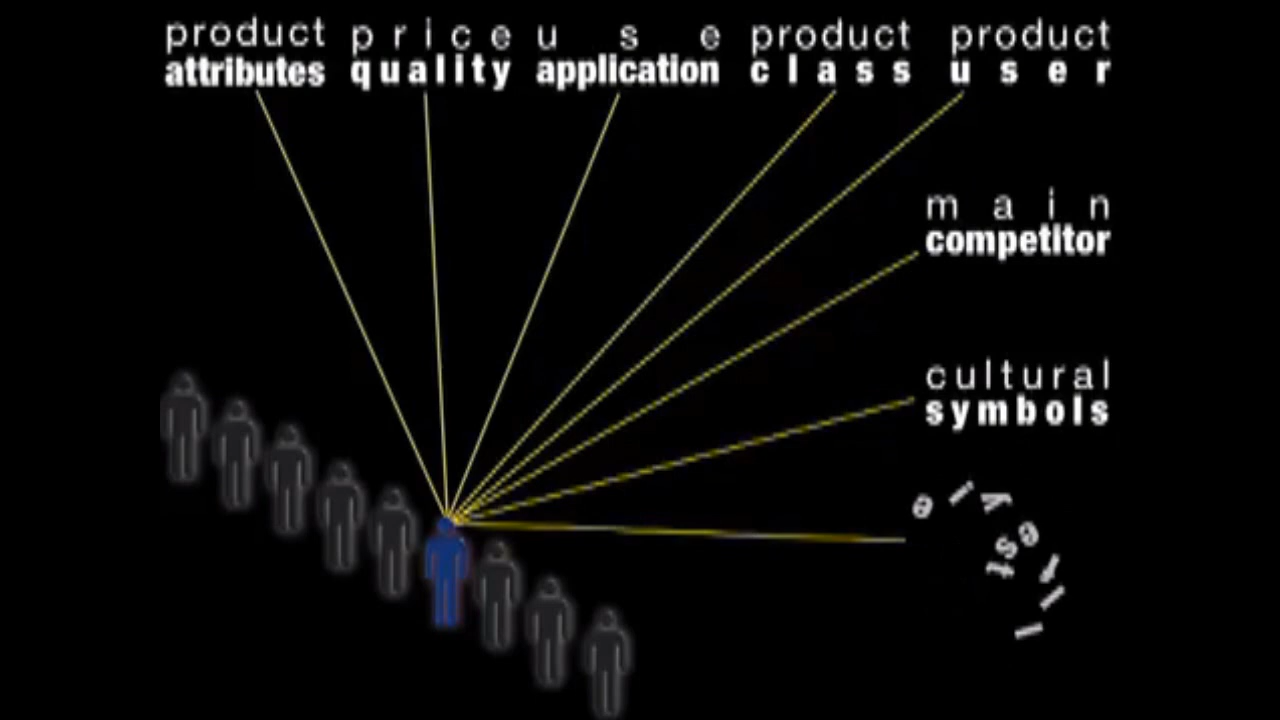 product
attributes
price
quality
use
application
product
class
product
user
main
competitor
cultural
symbols
lifestyle